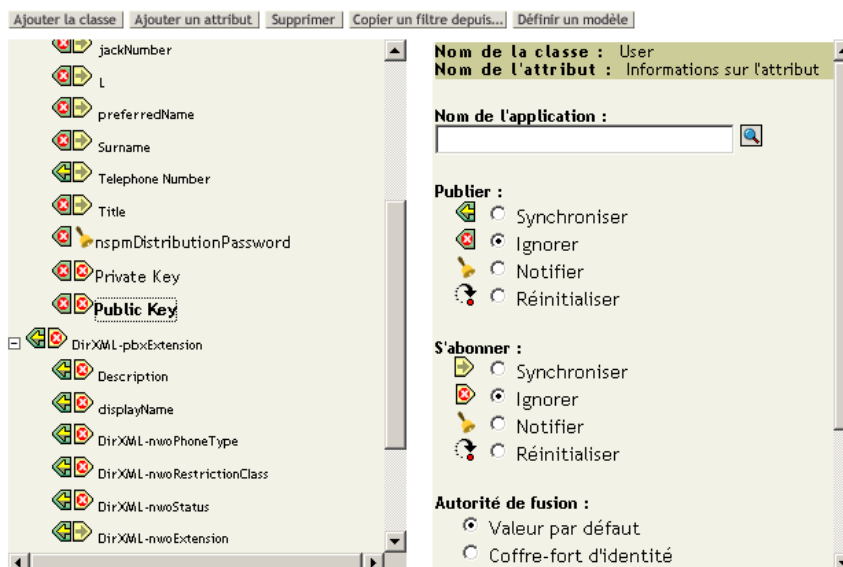 Ajouter la classe Ajouter un attribut Supprimer Copier un filtre depuis... Définir un modèle
jackNumber
L
preferredName
Surname
Telephone Number
Title
nspmDistributionPassword
Private Key
Public Key
DirXML-pbxExtension
Description
displayName
DirXML-nwoPhoneType
DirXML-nwoRestrictionClass
DirXML-nwoStatus
DirXML-nwoExtension
Nom de la classe : User
Nom de l'attribut : Informations sur l'attribut
Nom de l'application :
Publier :
Synchroniser
Ignorer
Notifier
Réinitialiser
S'abonner :
Synchroniser
Ignorer
Notifier
Réinitialiser
Autorité de fusion :
Valeur par défaut
Coffre-fort d'identité